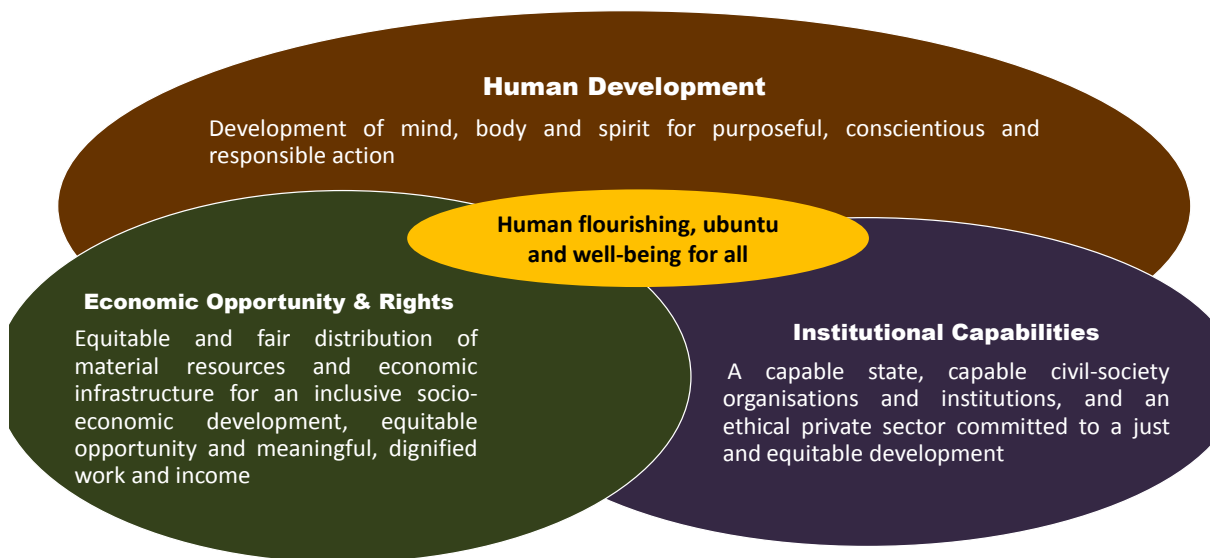 Human Development
Development of mind, body and spirit for purposeful, conscientious and
responsible action
Human flourishing, ubuntu
and well-being for all
Economic Opportunity & Rights
Equitable and fair distribution of
material resources and economic
infrastructure for an inclusive socio-
economic development, equitable
opportunity and meaningful, dignified
work and income
Institutional Capabilities
A capable state, capable civil-society
organisations and institutions, and an
ethical private sector committed to a just
and equitable development